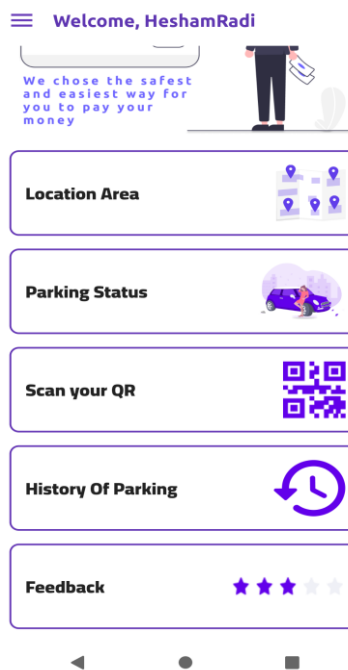 Welcome, HeshamRadi
We chose the safest
and easiest way for
you to pay your
money
Location Area
Parking Status
Scan your QR
History Of Parking
Feedback